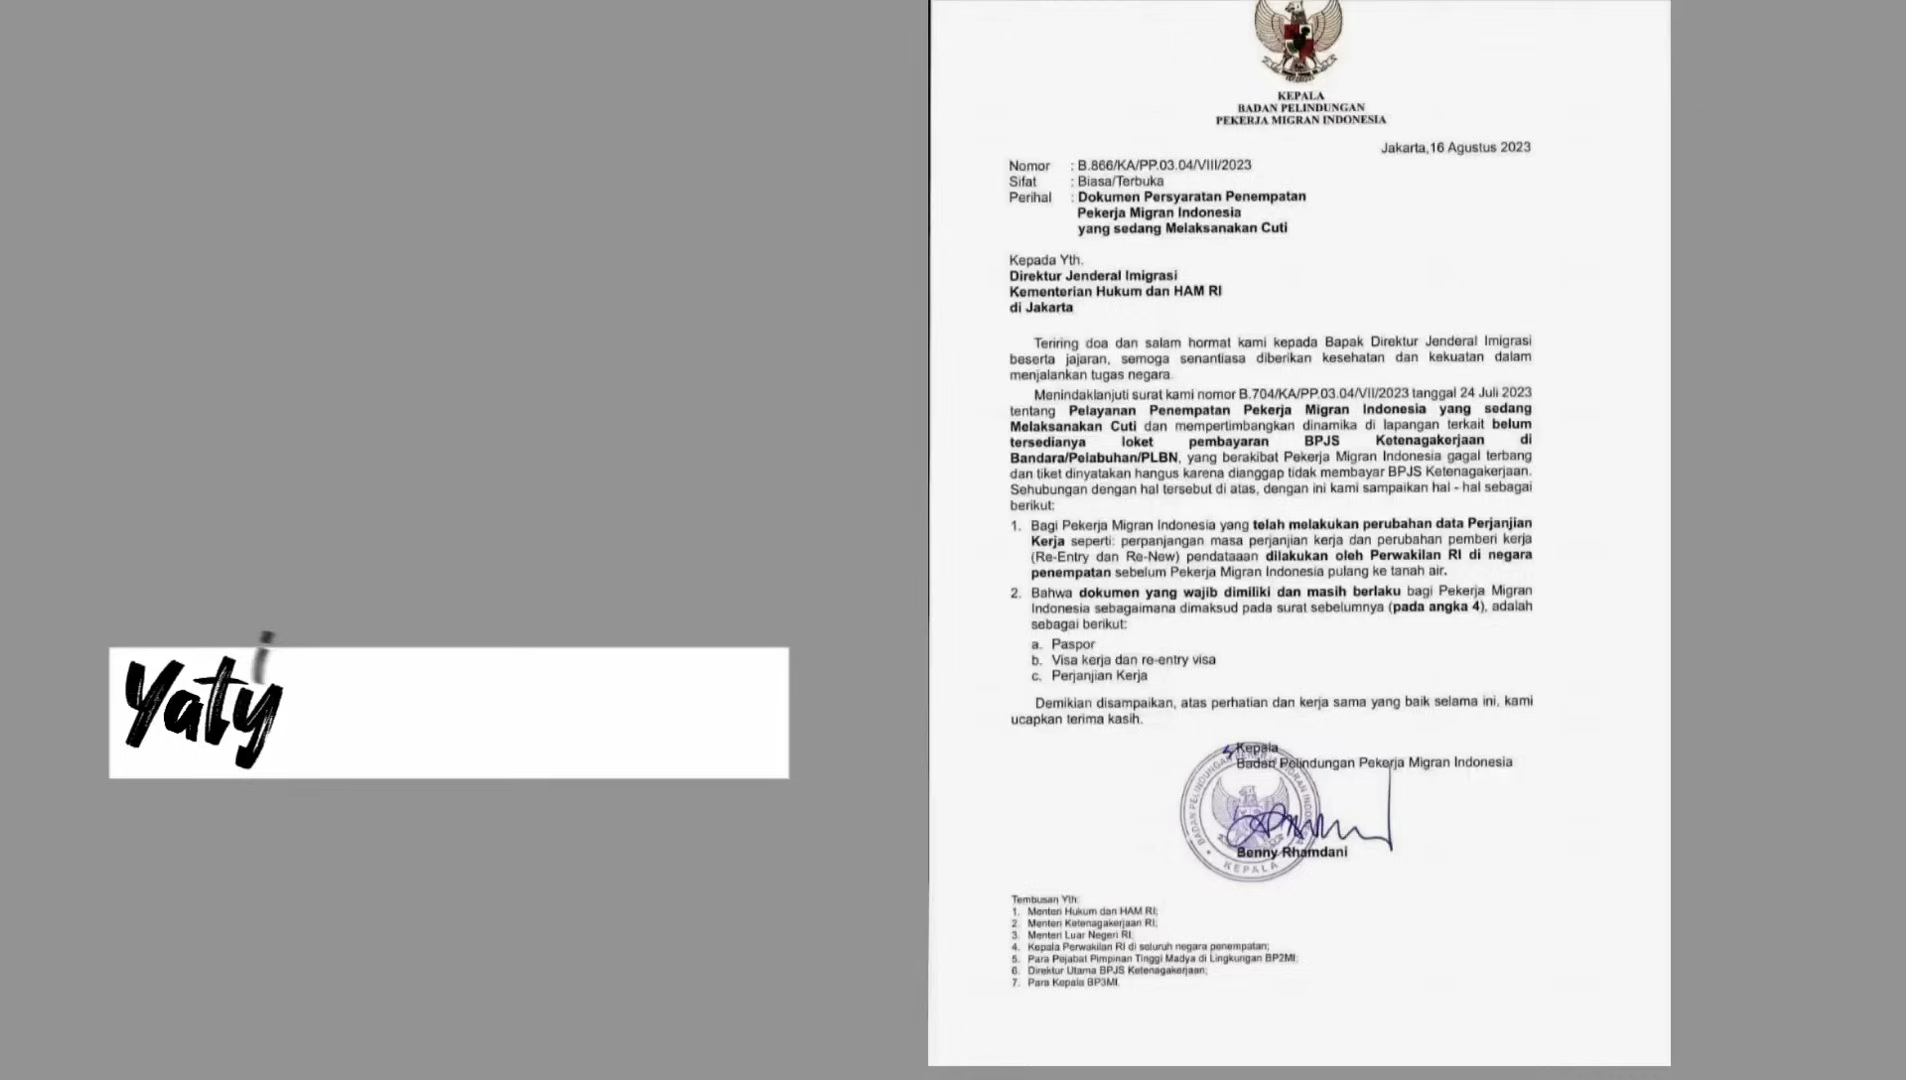 Yaty
KEPALA
BADAN PELINDUNGAN
PEKERJA MIGRAN INDONESIA
Jakarta,16 Agustus 2023
Nomor : B.866/KA/PP.03.04/VIII/2023
Sifat : Biasa/Terbuka
Perihal : Dokumen Persyaratan Penempatan
Pekerja Migran Indonesia
yang sedang Melaksanakan Cuti
Kepada Yth.
Direktur Jenderal Imigrasi
Kementerian Hukum dan HAM RI
di Jakarta
Teriring doa dan salam hormat kami kepada Bapak Direktur Jenderal Imigrasi
beserta jajaran, semoga senantiasa diberikan kesehatan dan kekuatan dalam
menjalankan tugas negara.
Menindaklanjuti surat kami nomor B.704/KA/PP.03.04/VII/2023 tanggal 24 Juli 2023
tentang Pelayanan Penempatan Pekerja Migran Indonesia yang sedang
Melaksanakan Cuti dan mempertimbangkan dinamika di lapangan terkait belum
tersedianya loket pembayaran BPJS Ketenagakerjaan di
Bandara/Pelabuhan/PLBN, yang berakibat Pekerja Migran Indonesia gagal terbang
dan tiket dinyatakan hangus karena dianggap tidak membayar BPJS Ketenagakerjaan.
Sehubungan dengan hal tersebut di atas, dengan ini kami sampaikan hal - hal sebagai
berikut:
1. Bagi Pekerja Migran Indonesia yang telah melakukan perubahan data Perjanjian
Kerja seperti: perpanjangan masa perjanjian kerja dan perubahan pemberi kerja
(Re-Entry dan Re-New) pendataaan dilakukan oleh Perwakilan RI di negara
penempatan sebelum Pekerja Migran Indonesia pulang ke tanah air.
2. Bahwa dokumen yang wajib dimiliki dan masih berlaku bagi Pekerja Migran
Indonesia sebagaimana dimaksud pada surat sebelumnya (pada angka 4), adalah
sebagai berikut:
a. Paspor
b. Visa kerja dan re-entry visa
c. Perjanjian Kerja
Demikian disampaikan, atas perhatian dan kerja sama yang baik selama ini, kami
ucapkan terima kasih.
Kepala
Badan Pelindungan Pekerja Migran Indonesia
BADAN PELINDUNGAN PEKERJA MIGRAN INDONESIA
KEPALA
Benny Rhamdani
Tembusan Yth:
1. Menteri Hukum dan HAM RI;
2. Menteri Ketenagakerjaan RI;
3. Menteri Luar Negeri RI;
4. Kepala Perwakilan RI di seluruh negara penempatan;
5. Para Pejabat Pimpinan Tinggi Madya di Lingkungan BP2MI;
6. Direktur Utama BPJS Ketenagakerjaan;
7. Para Kepala BP3MI.